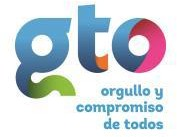 gto
orgullo y
compromiso
de todos